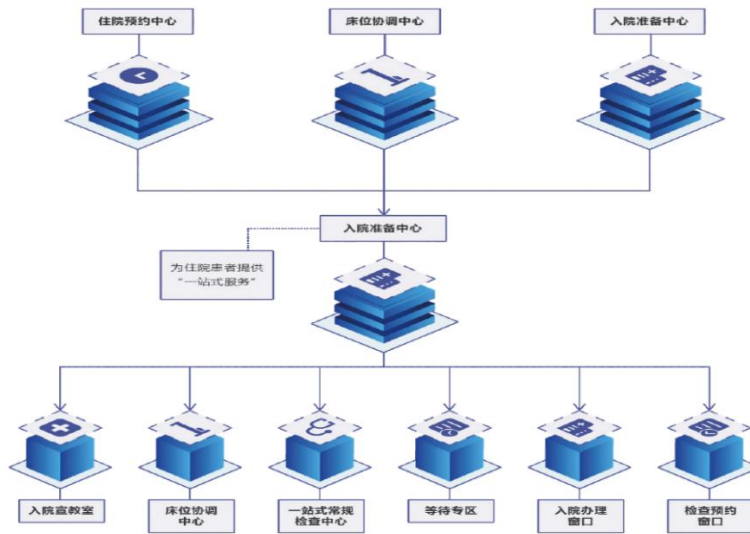 住院预约中心
床位协调中心
入院准备中心
入院准备中心
为住院患者提供
“一站式服务”
入院宣教室
床位协调
中心
一站式常规
检查中心
等待专区
入院办理
窗口
检查预约
窗口